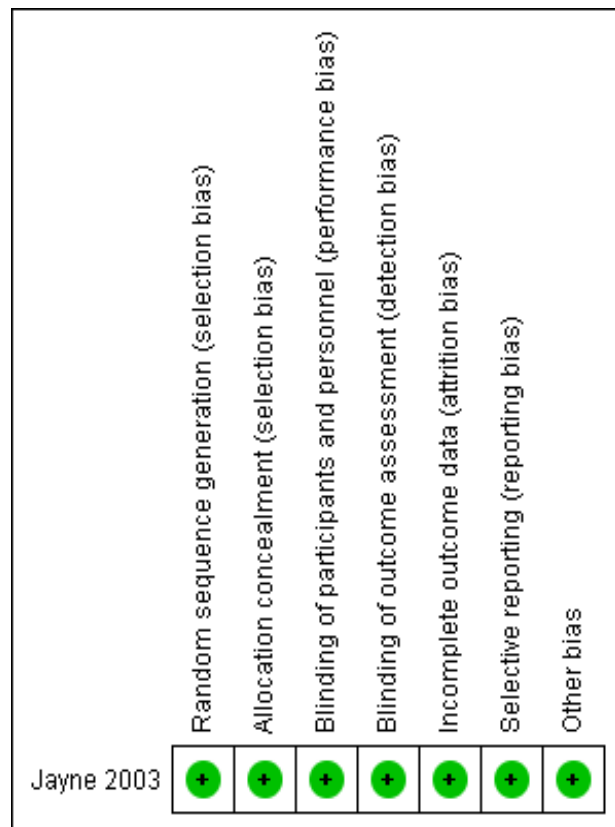 Random sequence generation (selection bias)
Allocation concealment (selection bias)
Blinding of participants and personnel (performance bias)
Blinding of outcome assessment (detection bias)
Incomplete outcome data (attrition bias)
Selective reporting (reporting bias)
Other bias
Jayne 2003 + + + + + + +